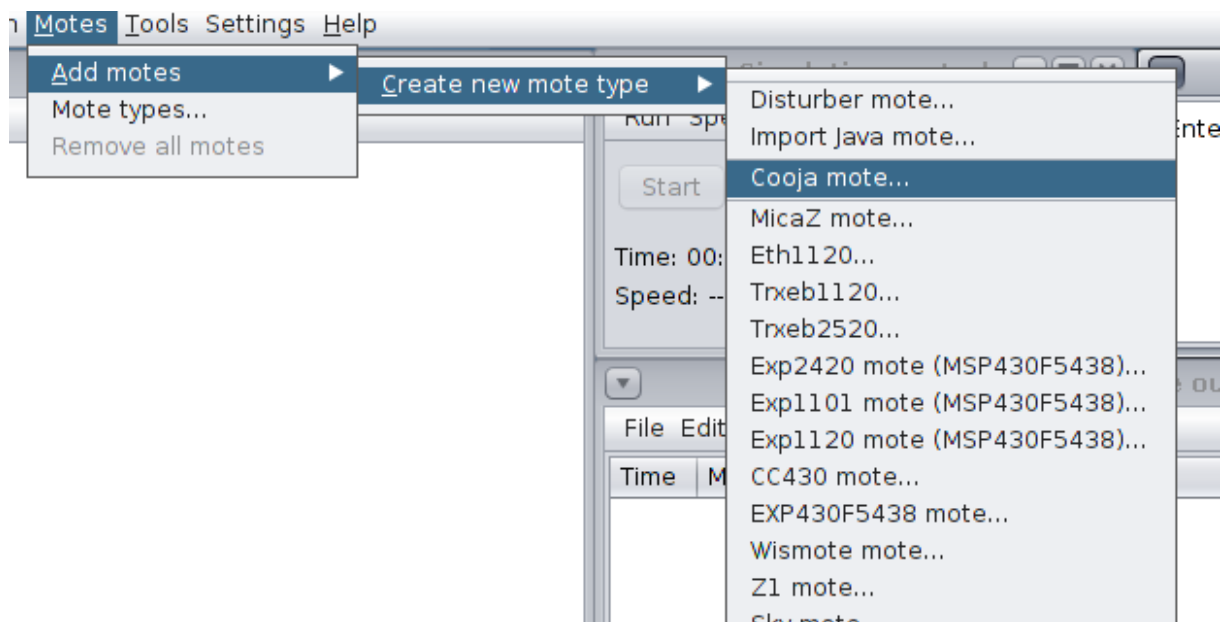 Motes Tools Settings Help
Add motes
Mote types...
Remove all motes
Create new mote type
Disturber mote...
Import Java mote...
Cooja mote...
MicaZ mote...
Eth1120...
Trxeb1120...
Trxeb2520...
Exp2420 mote (MSP430F5438)...
Exp1101 mote (MSP430F5438)...
Exp1120 mote (MSP430F5438)...
CC430 mote...
EXP430F5438 mote...
Wismote mote...
Z1 mote...
Run
Start
Time: 00:
Speed: --
File Edit
Time M